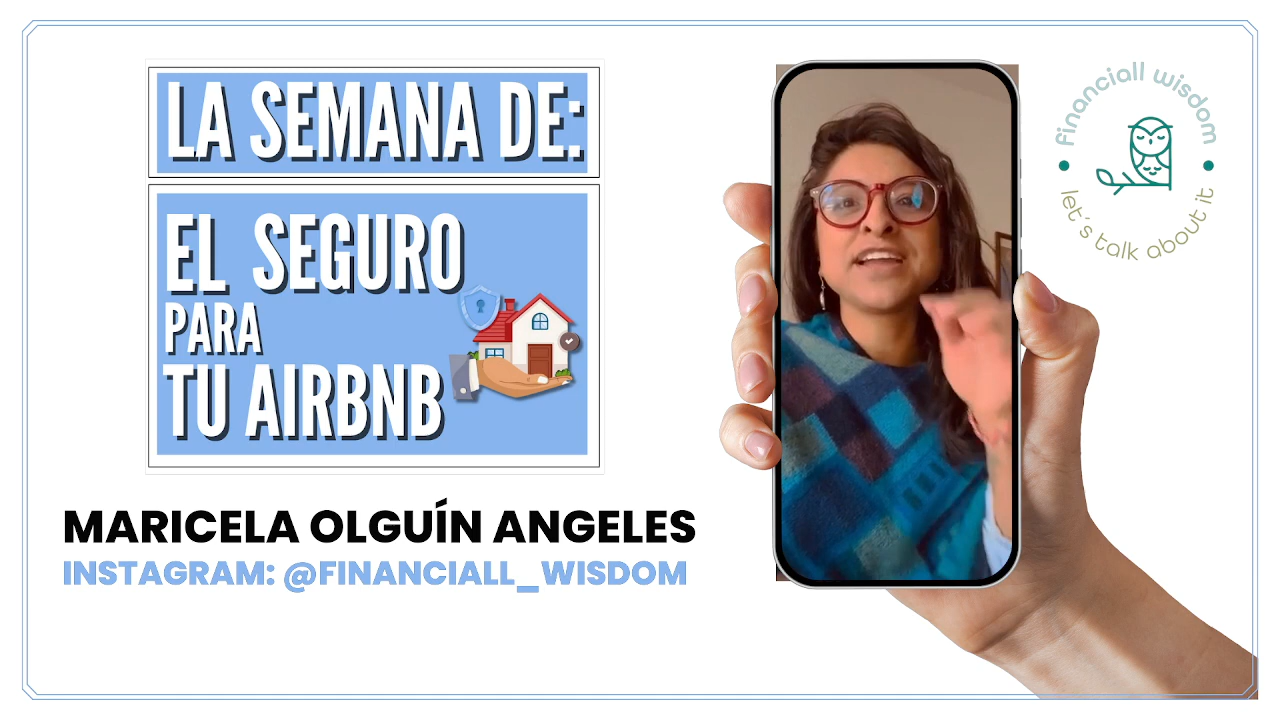 LA SEMANA DE:
EL SEGURO
PARA
TU AIRBNB
MARICELA OLGUÍN ANGELES
INSTAGRAM: @FINANCIALL_WISDOM
financiall wisdom
let's talk about it